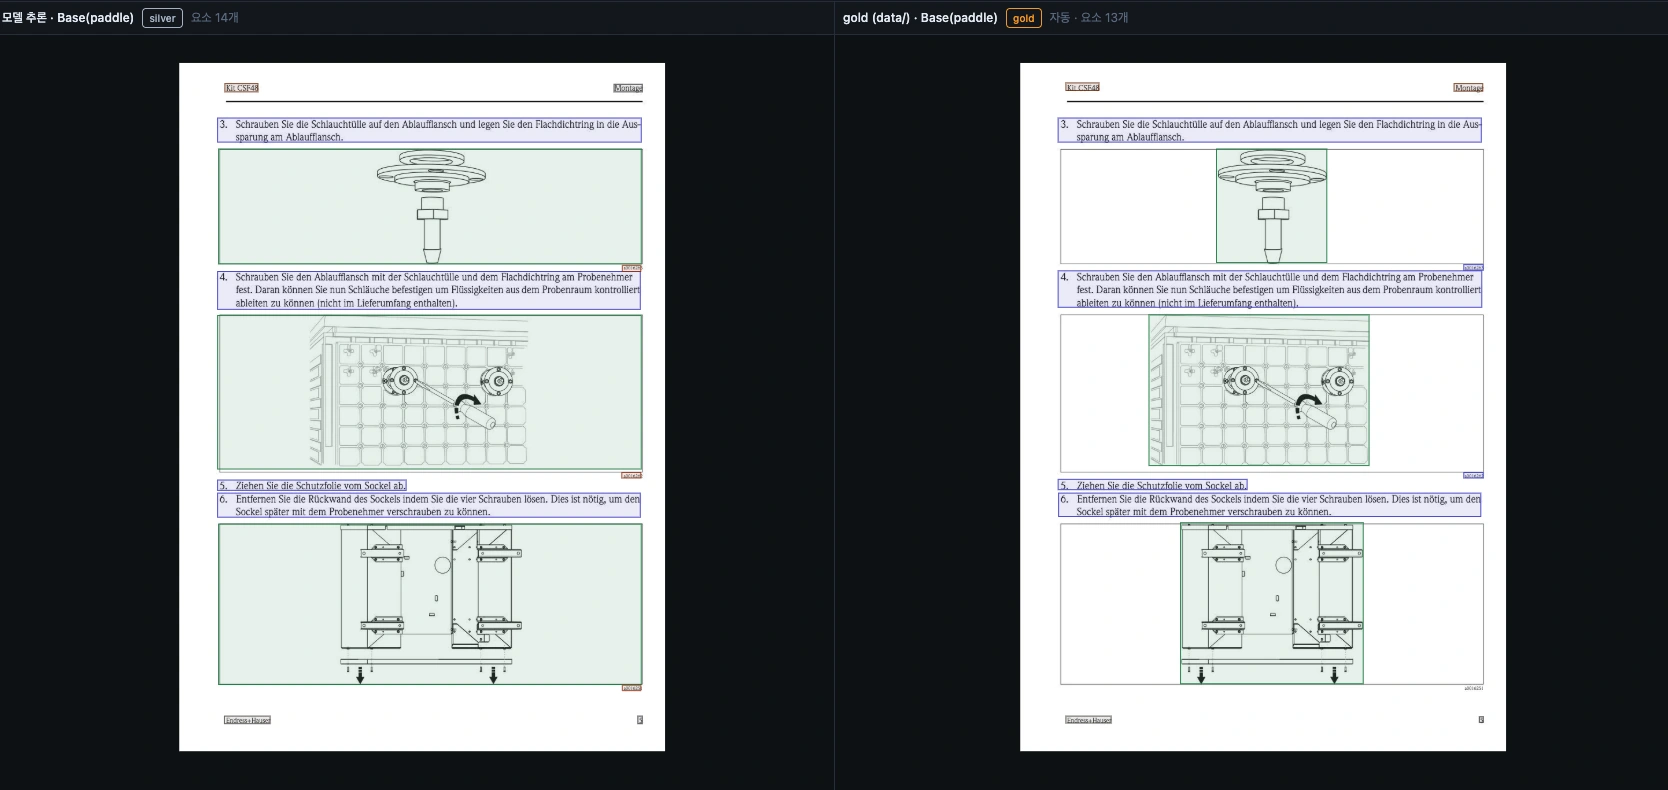 모델 추론 · Base(paddle) silver 요소 14개
Kit CSF48 Montage
3. Schrauben Sie die Schlauchtülle auf den Ablaufflansch und legen Sie den Flachdichtring in die Aus-
sparung am Ablaufflansch.
4. Schrauben Sie den Ablaufflansch mit der Schlauchtülle und dem Flachdichtring am Probenehmer
fest. Daran können Sie nun Schläuche befestigen um Flüssigkeiten aus dem Probenraum kontrolliert
ableiten zu können (nicht im Lieferumfang enthalten).
5. Ziehen Sie die Schutzfolie vom Sockel ab.
6. Entfernen Sie die Rückwand des Sockels indem Sie die vier Schrauben lösen. Dies ist nötig, um den
Sockel später mit dem Probenehmer verschrauben zu können.
Endress+Hauser
gold (data/) · Base(paddle) gold 자동 · 요소 13개
Kit CSF48 Montage
3. Schrauben Sie die Schlauchtülle auf den Ablaufflansch und legen Sie den Flachdichtring in die Aus-
sparung am Ablaufflansch.
4. Schrauben Sie den Ablaufflansch mit der Schlauchtülle und dem Flachdichtring am Probenehmer
fest. Daran können Sie nun Schläuche befestigen um Flüssigkeiten aus dem Probenraum kontrolliert
ableiten zu können (nicht im Lieferumfang enthalten).
5. Ziehen Sie die Schutzfolie vom Sockel ab.
6. Entfernen Sie die Rückwand des Sockels indem Sie die vier Schrauben lösen. Dies ist nötig, um den
Sockel später mit dem Probenehmer verschrauben zu können.
Endress+Hauser